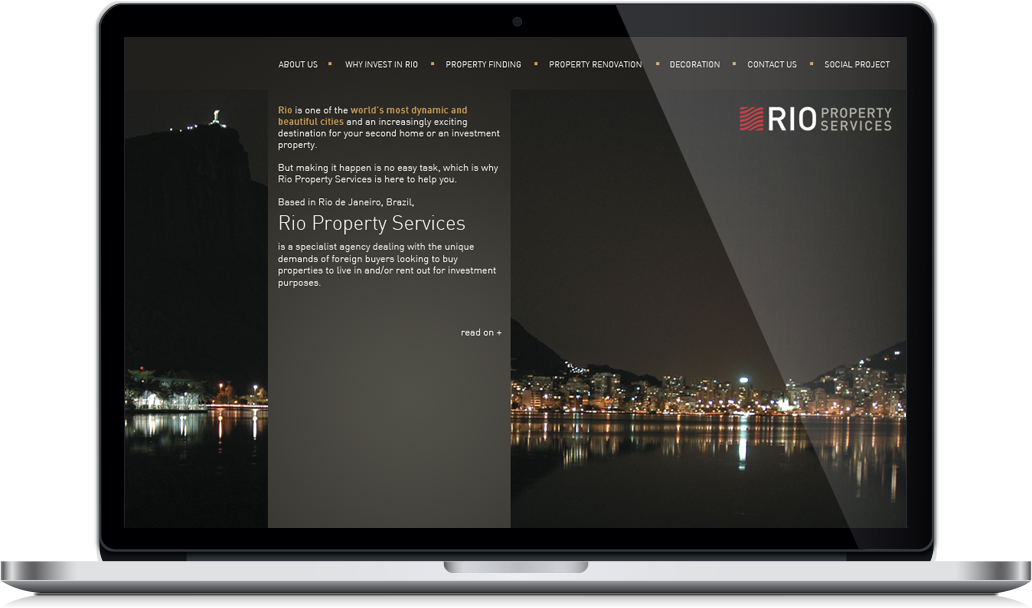 ABOUT US ▪ WHY INVEST IN RIO ▪ PROPERTY FINDING ▪ PROPERTY RENOVATION ▪ DECORATION ▪ CONTACT US ▪ SOCIAL PROJECT
RIO PROPERTY SERVICES
Rio is one of the world's most dynamic and
beautiful cities and an increasingly exciting
destination for your second home or an investment
property.
But making it happen is no easy task, which is why
Rio Property Services is here to help you.
Based in Rio de Janeiro, Brazil,
Rio Property Services
is a specialist agency dealing with the unique
demands of foreign buyers looking to buy
properties to live in and/or rent out for investment
purposes.
read on +